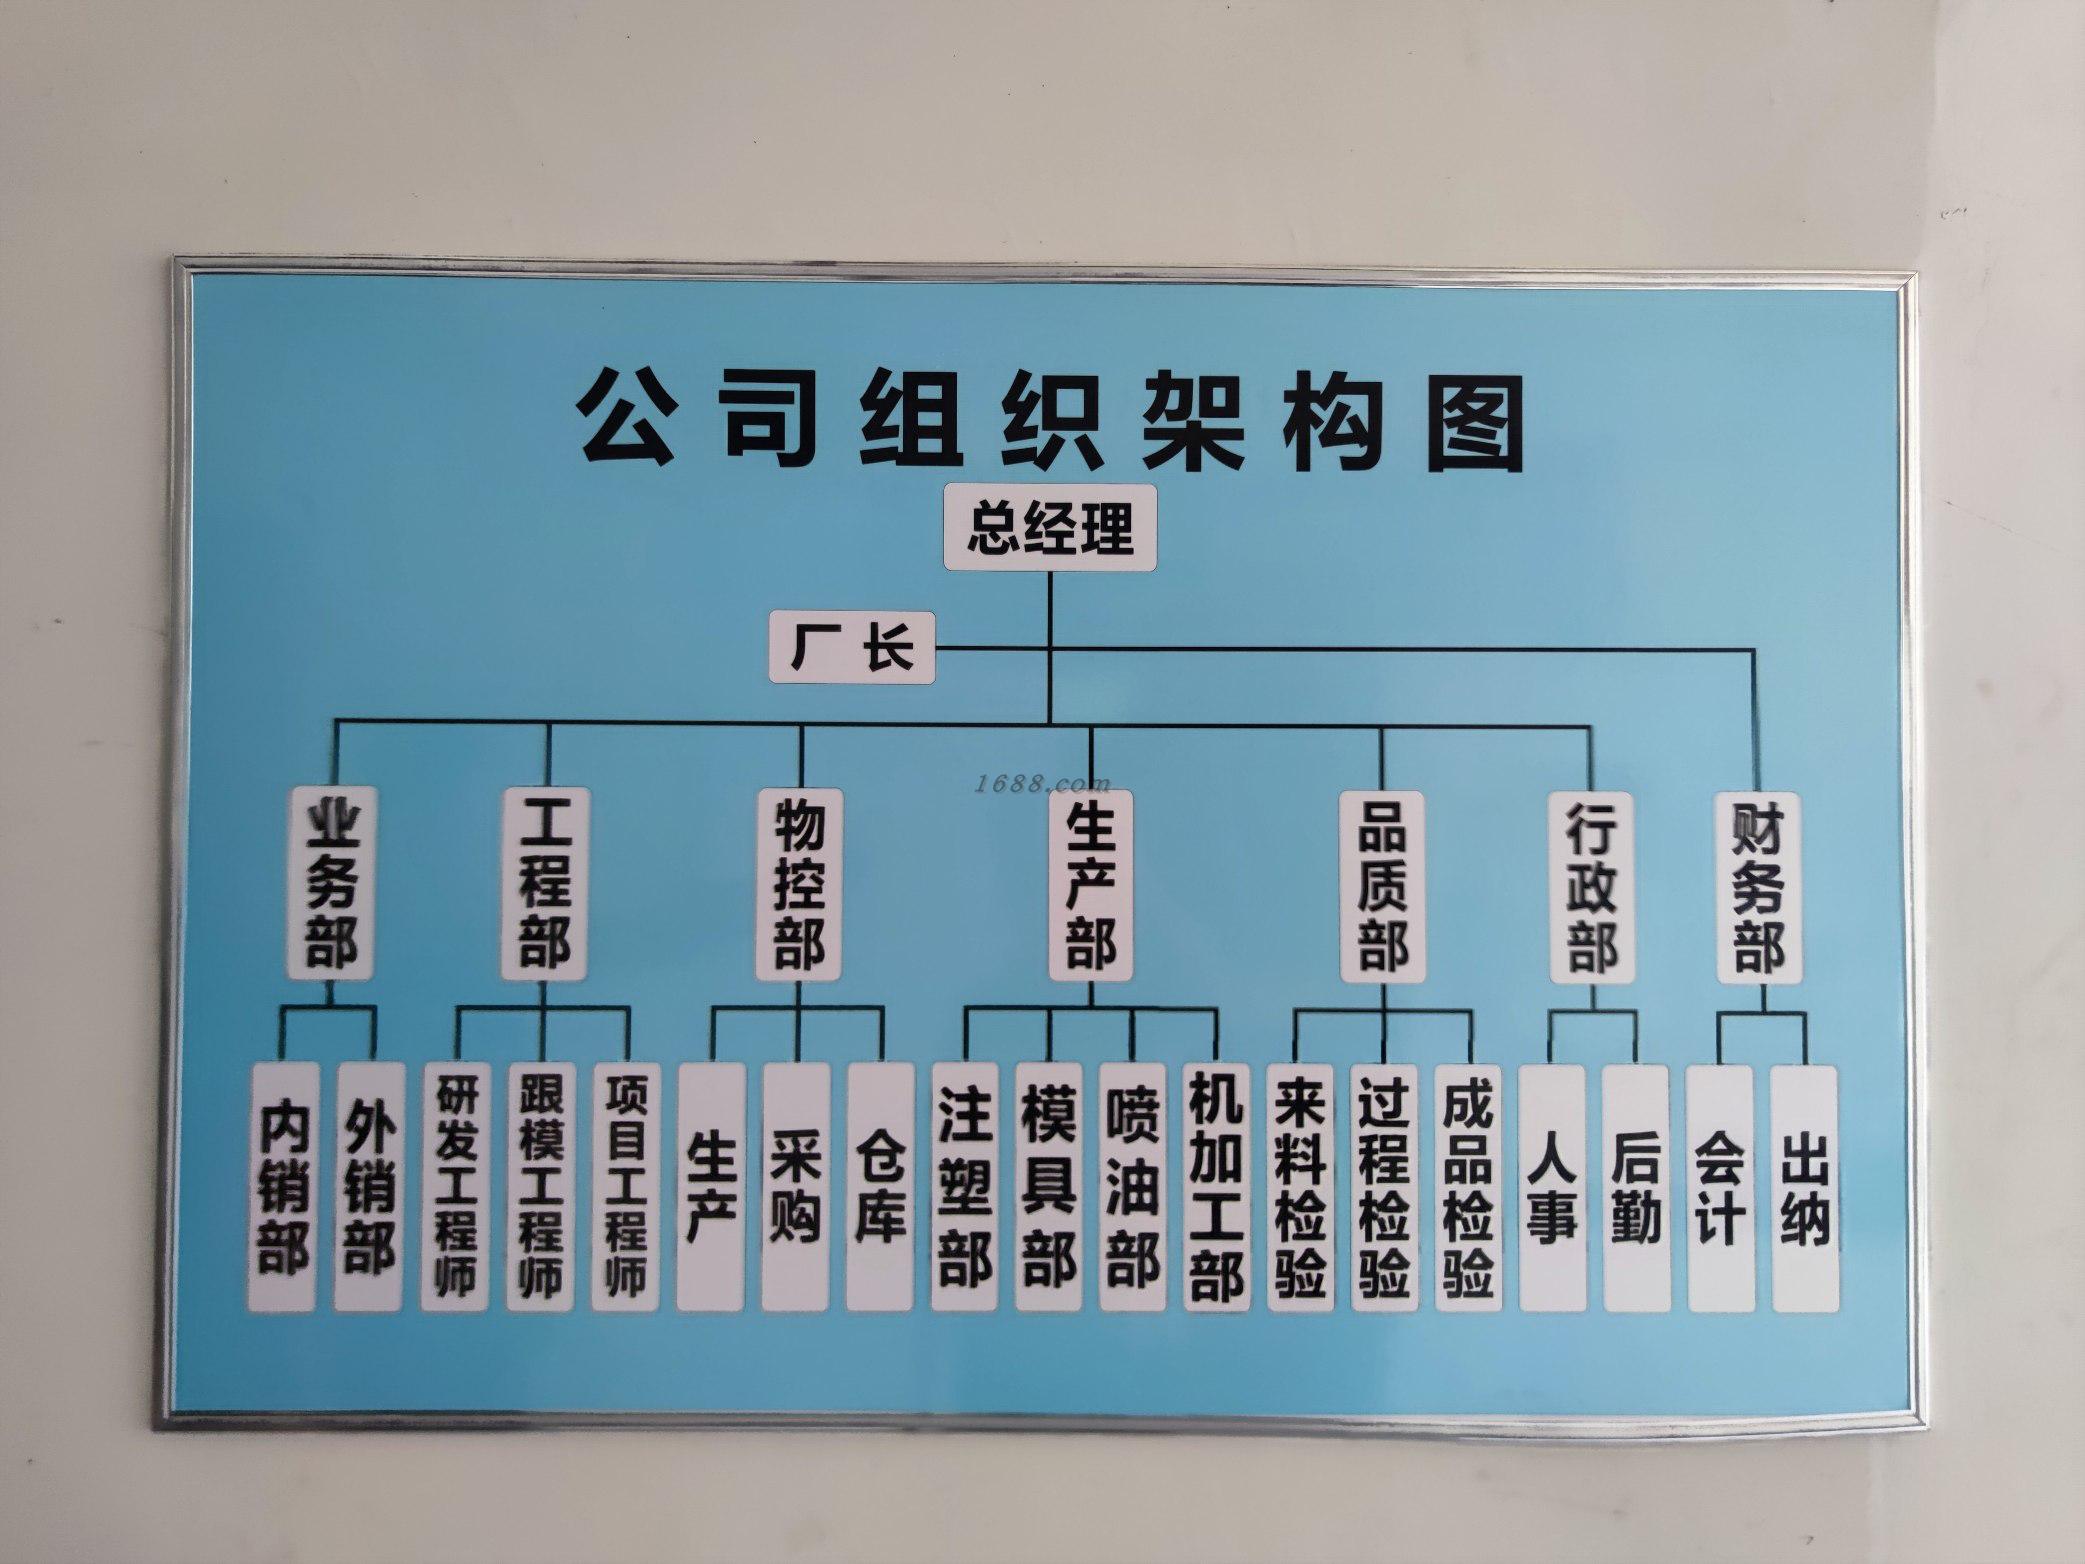 公司组织架构图
总经理
厂长
1688.com
业务部
工程部
物控部
生产部
品质部
行政部
财务部
内销部
外销部
研发工程师
跟模工程师
项目工程师
生产
采购
仓库
注塑部
模具部
喷油部
机加工部
来料检验
过程检验
成品检验
人事
后勤
会计
出纳